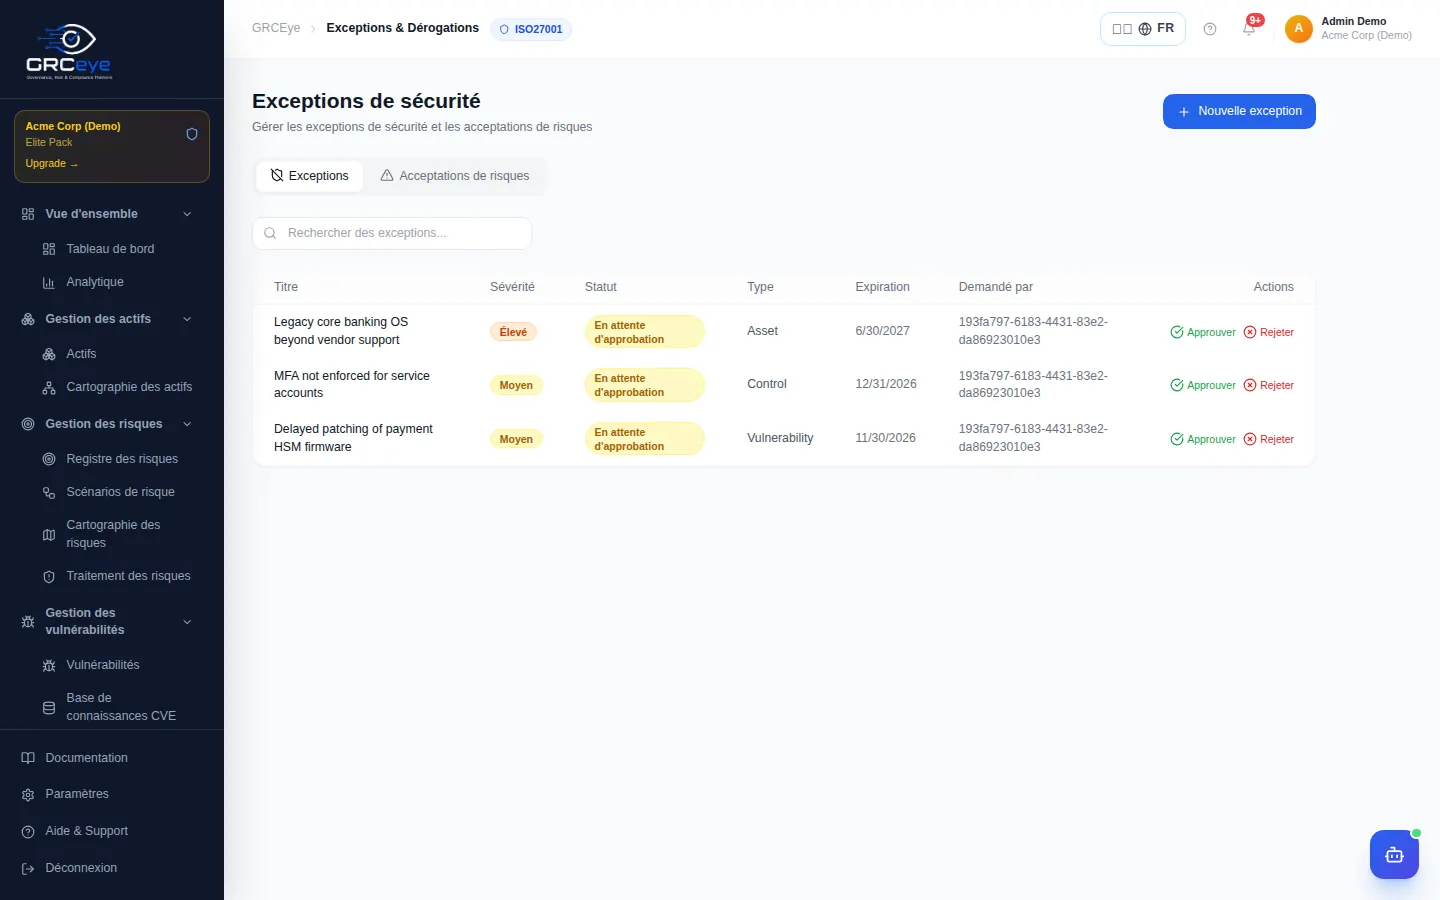 GRCeye
Governance, Risk & Compliance Platform
Acme Corp (Demo)
Elite Pack
Upgrade →
Vue d'ensemble
Tableau de bord
Analytique
Gestion des actifs
Actifs
Cartographie des actifs
Gestion des risques
Registre des risques
Scénarios de risque
Cartographie des
risques
Traitement des risques
Gestion des
vulnérabilités
Vulnérabilités
Base de
connaissances CVE
Documentation
Paramètres
Aide & Support
Déconnexion
GRCEye
Exceptions & Dérogations
ISO27001
FR
9+
A
Admin Demo
Acme Corp (Demo)
Exceptions de sécurité
Gérer les exceptions de sécurité et les acceptations de risques
Nouvelle exception
Exceptions
Acceptations de risques
Rechercher des exceptions...
Titre Sévérité Statut Type Expiration Demandé par Actions
Legacy core banking OS
beyond vendor support
Élevé
En attente
d'approbation
Asset
6/30/2027
193fa797-6183-4431-83e2-
da86923010e3
Approuver Rejeter
MFA not enforced for service
accounts
Moyen
En attente
d'approbation
Control
12/31/2026
193fa797-6183-4431-83e2-
da86923010e3
Approuver Rejeter
Delayed patching of payment
HSM firmware
Moyen
En attente
d'approbation
Vulnerability
11/30/2026
193fa797-6183-4431-83e2-
da86923010e3
Approuver Rejeter